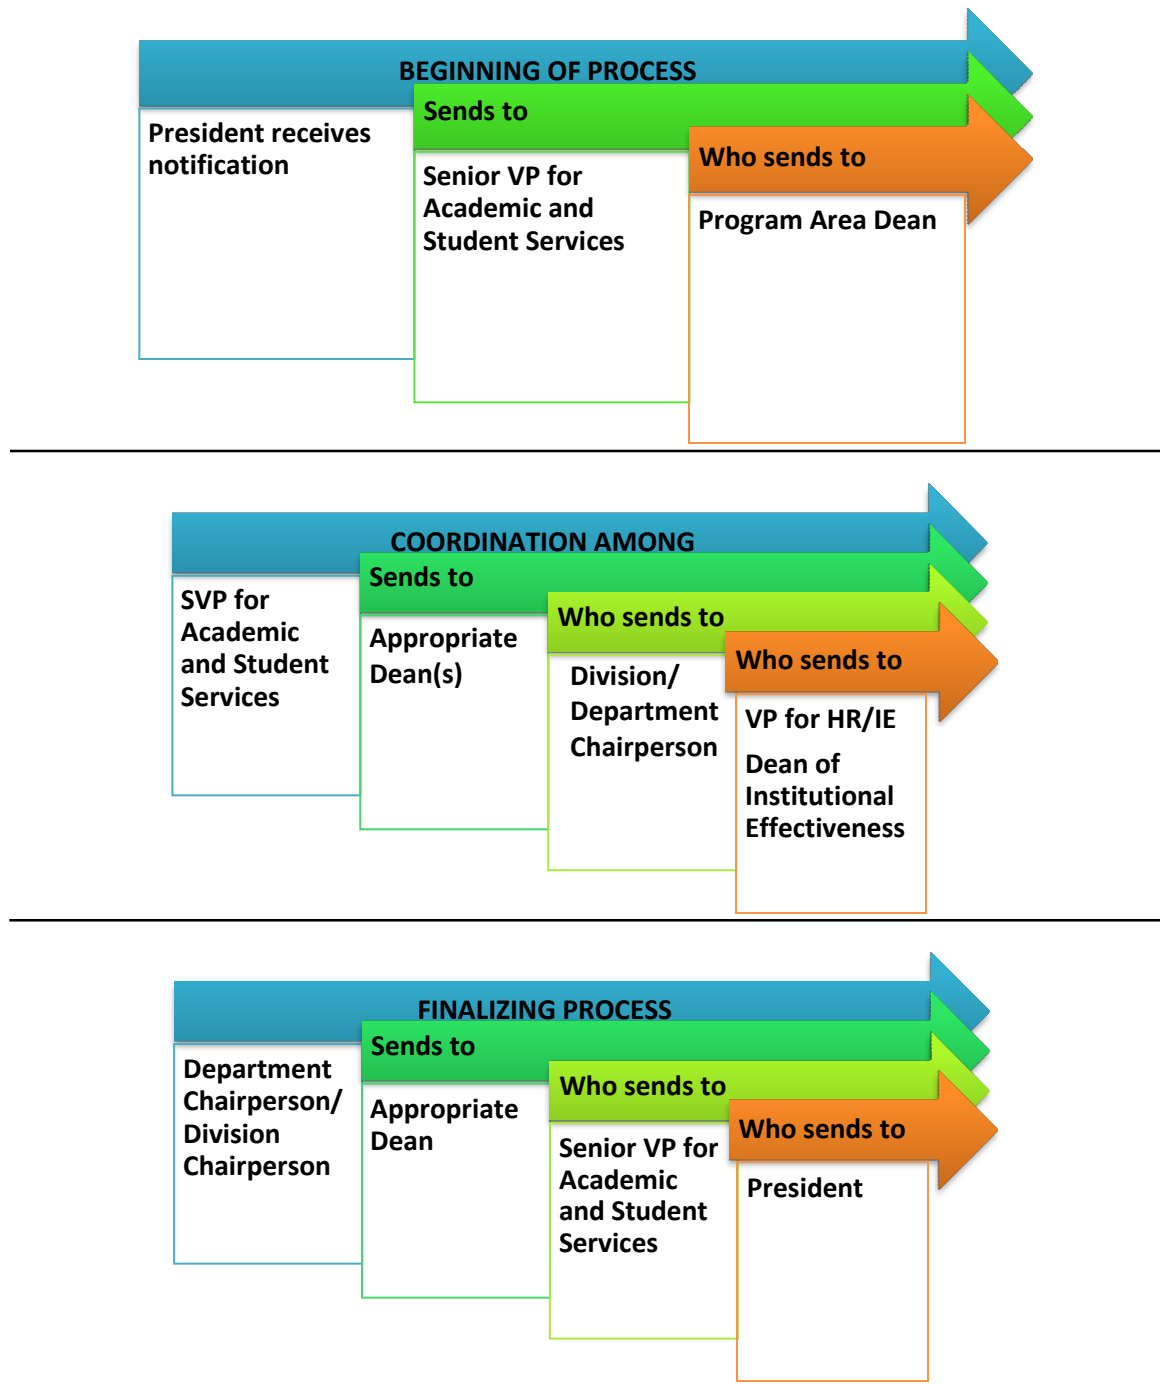 BEGINNING OF PROCESS
President receives
notification
Sends to
Senior VP for
Academic and
Student Services
Who sends to
Program Area Dean
COORDINATION AMONG
SVP for
Academic
and Student
Services
Sends to
Appropriate
Dean(s)
Who sends to
Division/
Department
Chairperson
Who sends to
VP for HR/IE
Dean of
Institutional
Effectiveness
FINALIZING PROCESS
Department
Chairperson/
Division
Chairperson
Sends to
Appropriate
Dean
Who sends to
Senior VP for
Academic
and Student
Services
Who sends to
President